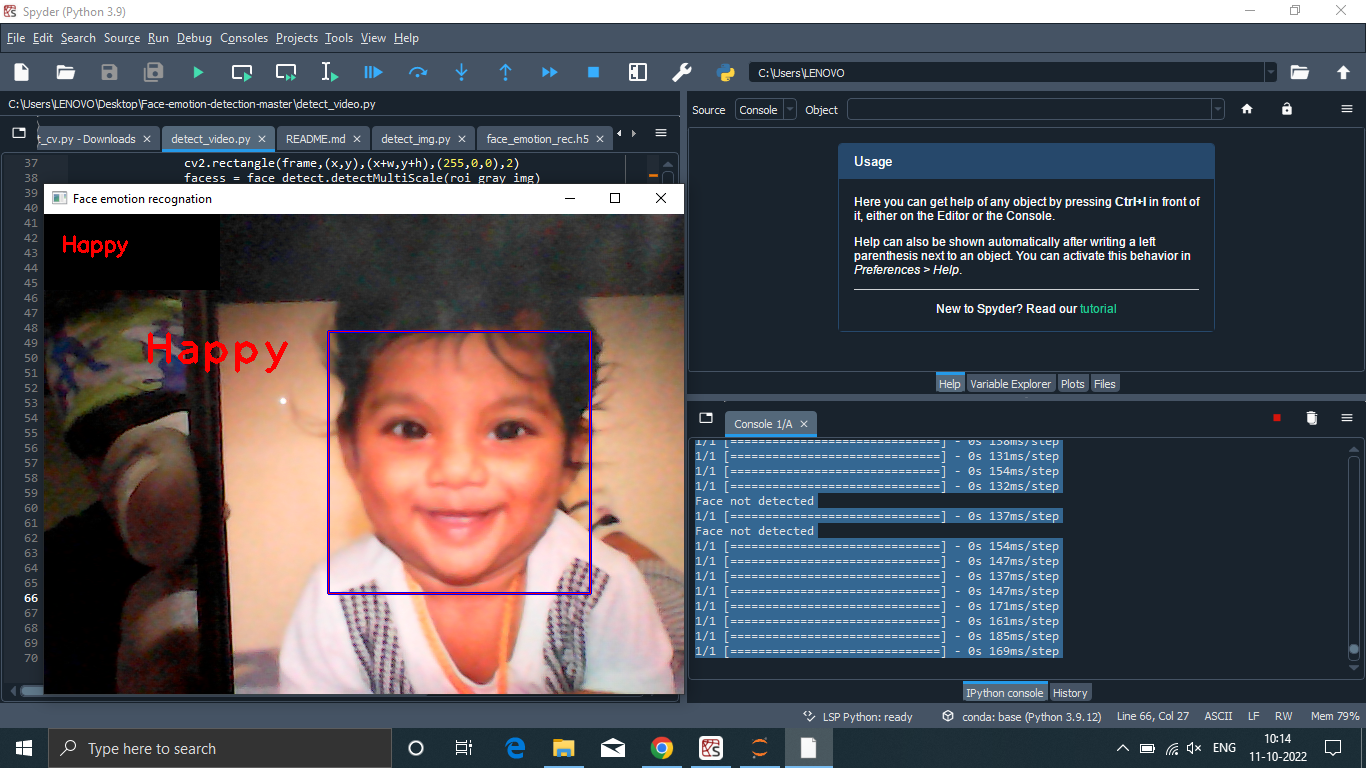 Spyder (Python 3.9)
File Edit Search Source Run Debug Consoles Projects Tools View Help
C:\Users\LENOVO
C:\Users\LENOVO\Desktop\Face-emotion-detection-master\detect_video.py
t_cv.py - Downloads detect_video.py README.md detect_img.py face_emotion_rec.h5
37 cv2.rectangle(frame,(x,y),(x+w,y+h),(255,0,0),2)
38 facess = face_detect.detectMultiScale(roi_gray_img)
39
40
41
42
43
44
45
46
47
48
49
50
51
52
53
54
55
56
57
58
59
60
61
62
63
64
65
66
67
68
69
70
Face emotion recognation
Happy
Happy
Source Console Object
Usage
Here you can get help of any object by pressing Ctrl+I in front of
it, either on the Editor or the Console.
Help can also be shown automatically after writing a left
parenthesis next to an object. You can activate this behavior in
Preferences > Help.
New to Spyder? Read our tutorial
Help Variable Explorer Plots Files
Console 1/A
1/1 [==============================] - 0s 138ms/step
1/1 [==============================] - 0s 131ms/step
1/1 [==============================] - 0s 154ms/step
1/1 [==============================] - 0s 132ms/step
Face not detected
1/1 [==============================] - 0s 137ms/step
Face not detected
1/1 [==============================] - 0s 154ms/step
1/1 [==============================] - 0s 147ms/step
1/1 [==============================] - 0s 137ms/step
1/1 [==============================] - 0s 147ms/step
1/1 [==============================] - 0s 171ms/step
1/1 [==============================] - 0s 161ms/step
1/1 [==============================] - 0s 185ms/step
1/1 [==============================] - 0s 169ms/step
IPython console History
LSP Python: ready conda: base (Python 3.9.12) Line 66, Col 27 ASCII LF RW Mem 79%
Type here to search
ENG
10:14
11-10-2022